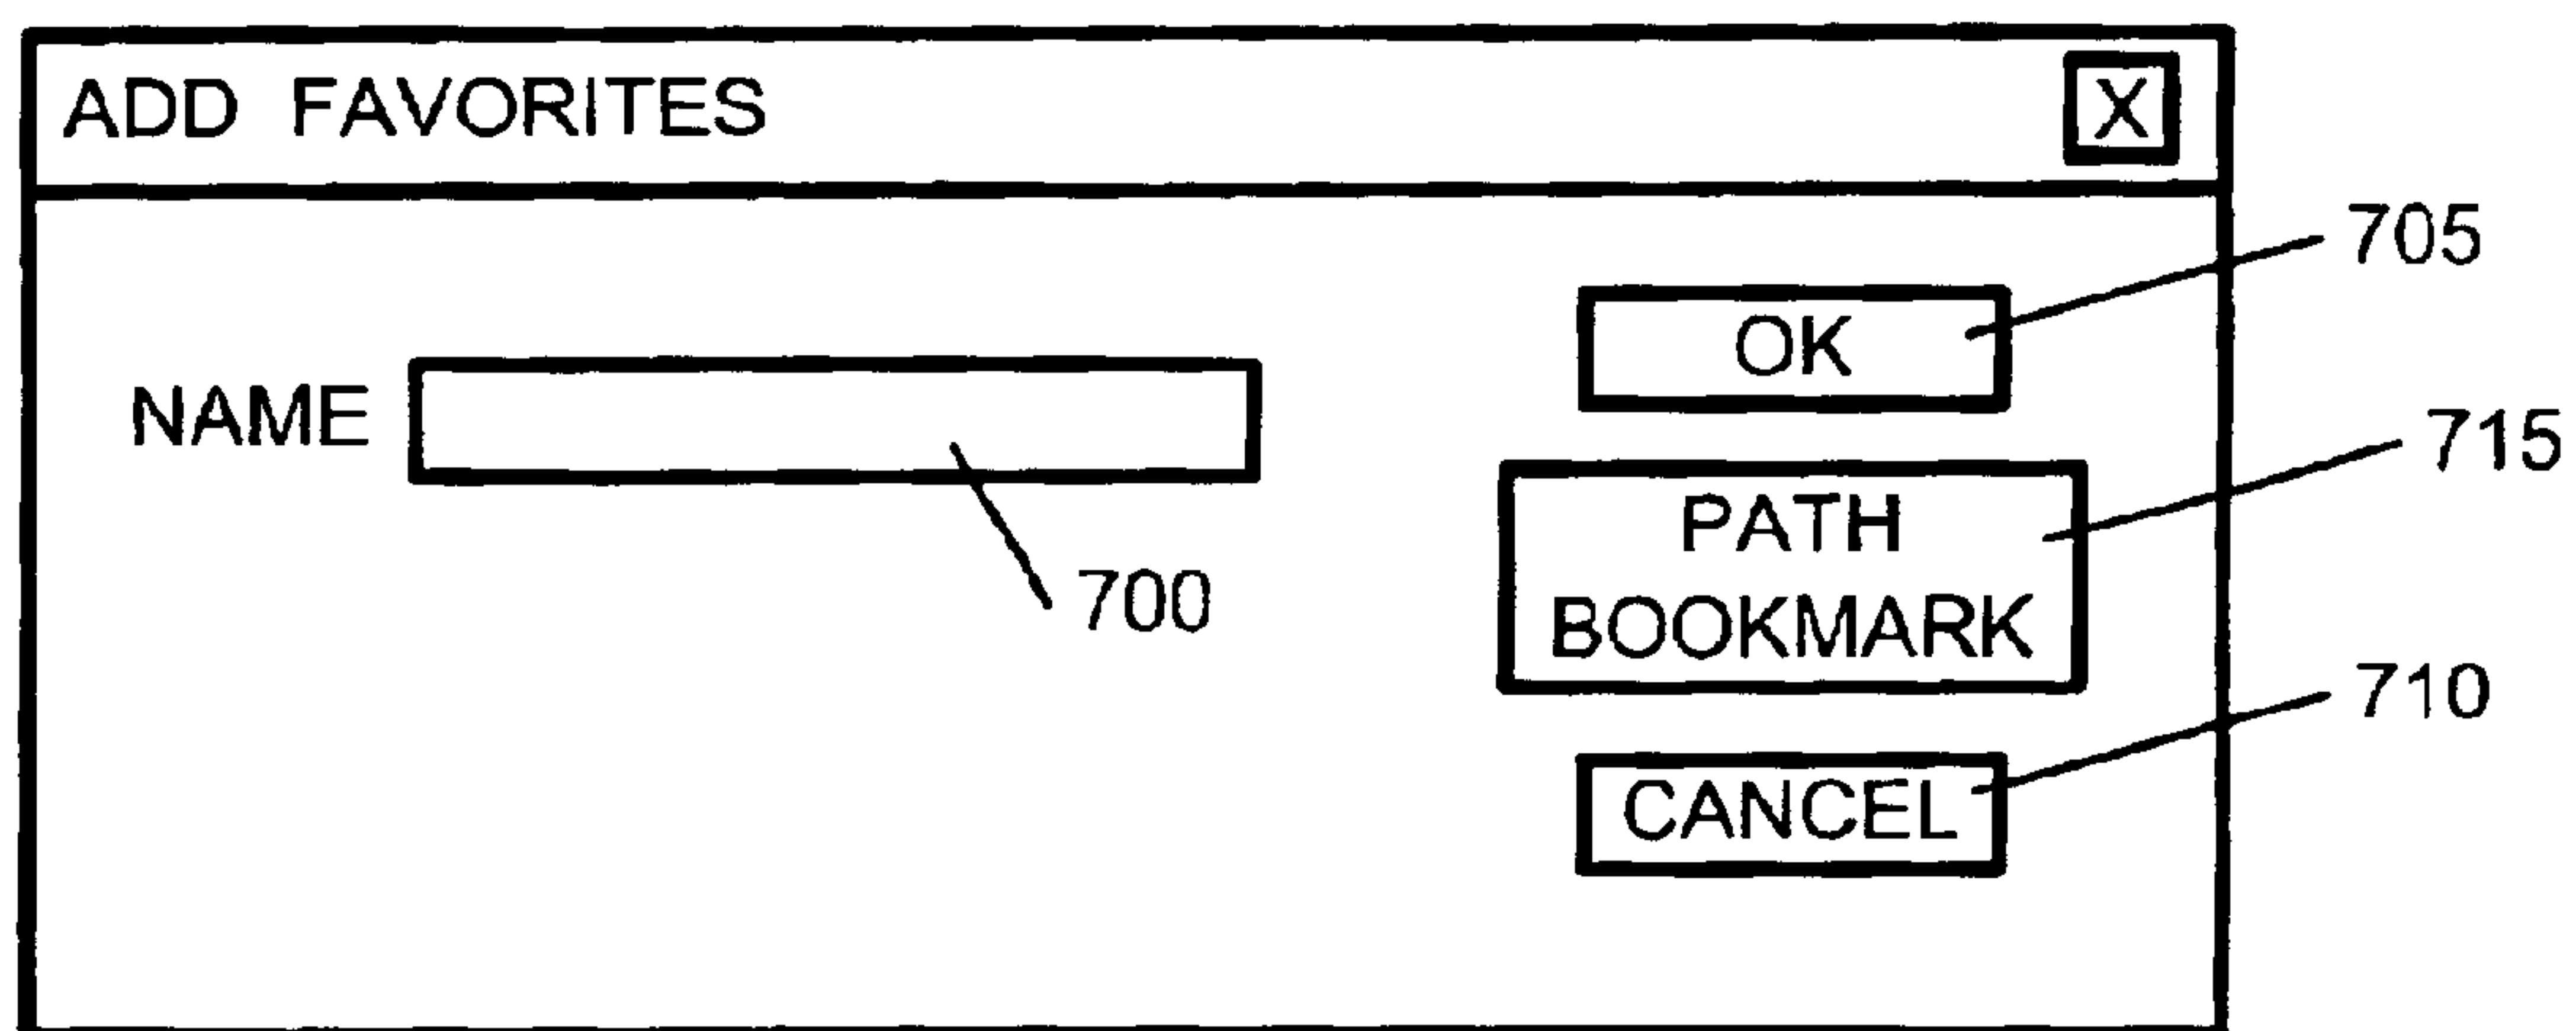 ADD FAVORITES X
705
OK
NAME
715
PATH
700
BOOKMARK
710
CANCEL